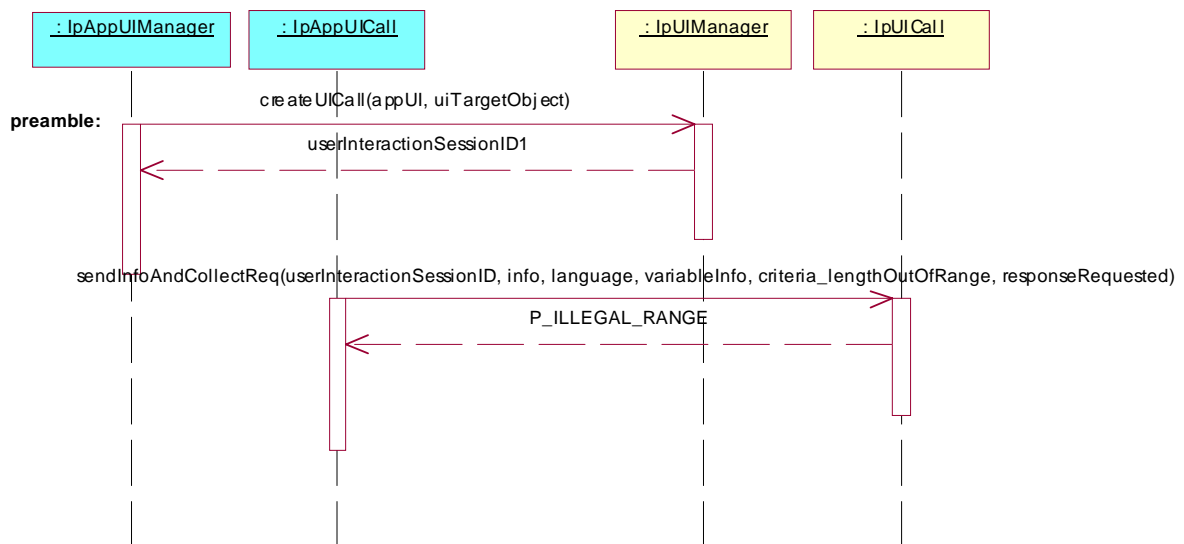 : IpAppUIManager
: IpAppUICall
: IpUIManager
: IpUICall
createUICall(appUI, uiTargetObject)
preamble:
userInteractionSessionID1
sendInfoAndCollectReq(userInteractionSessionID, info, language, variableInfo, criteria_lengthOutOfRange, responseRequested)
P_ILLEGAL_RANGE